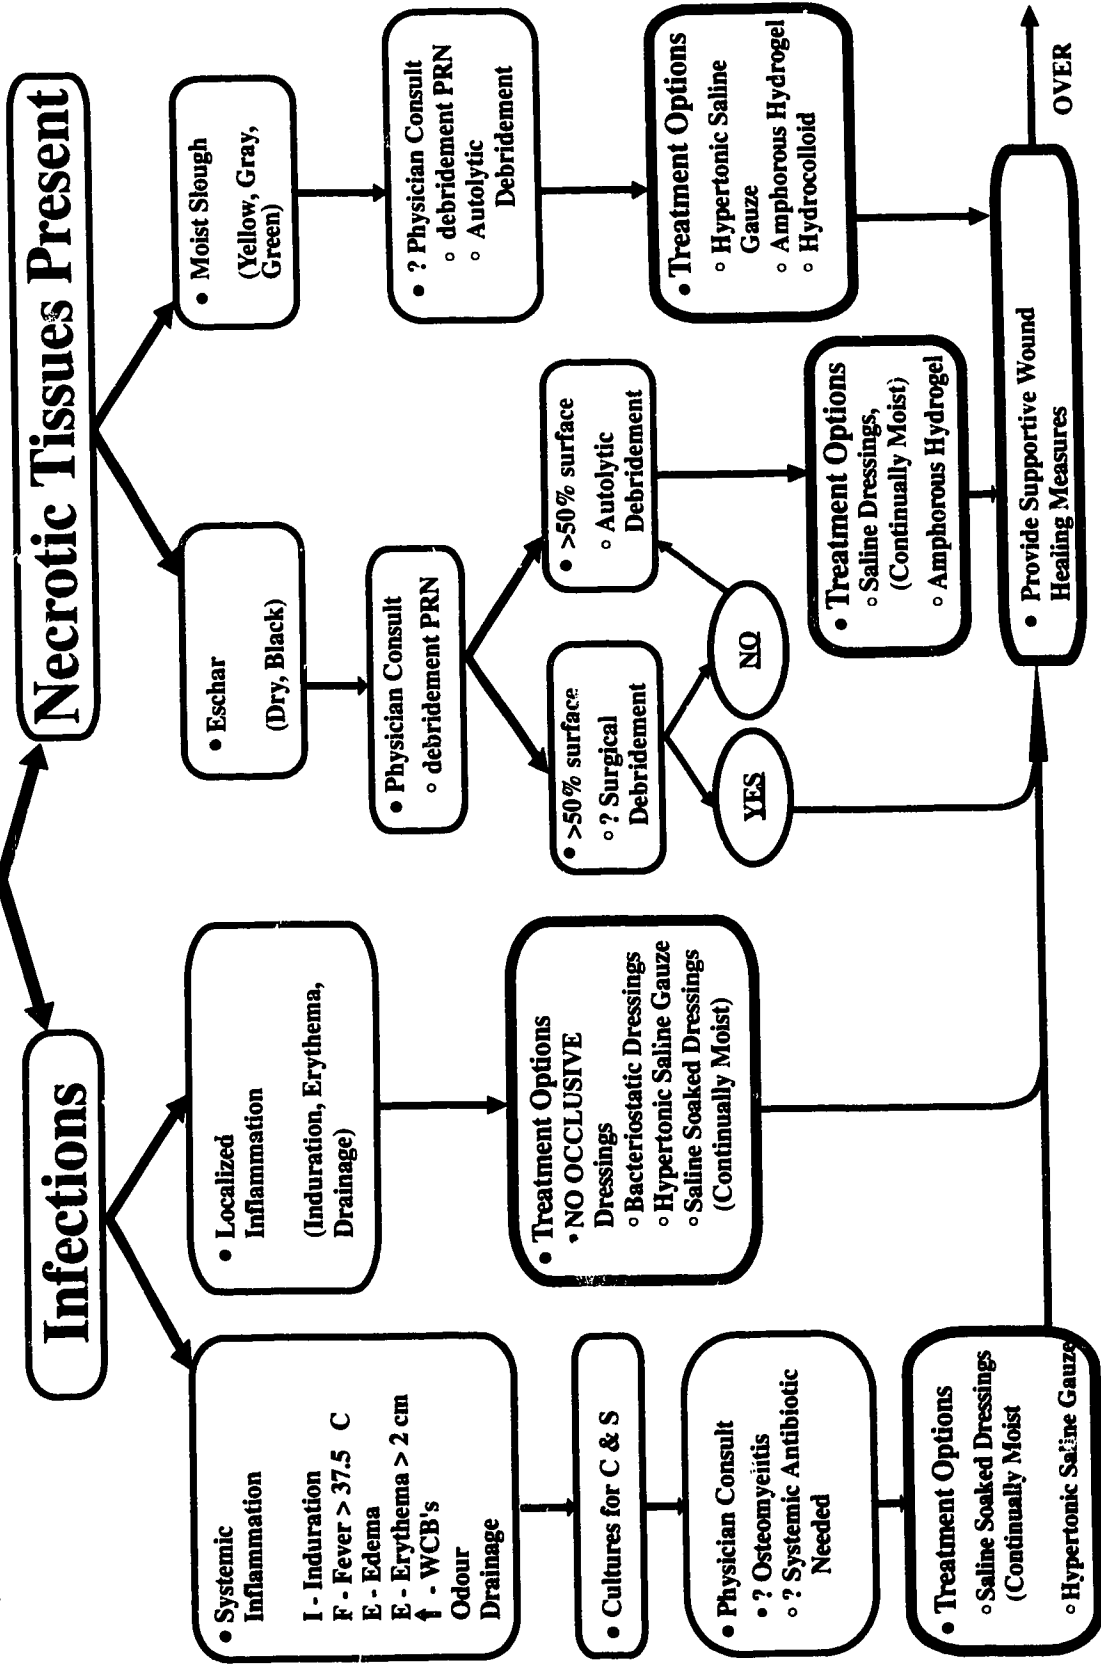 Infections
• Systemic
Inflammation
I - Induration
F - Fever > 37.5 C
E - Edema
E - Erythema > 2 cm
↑ - WCB's
Odour
Drainage
• Cultures for C & S
• Physician Consult
• ? Osteomyelitis
○ ? Systemic Antibiotic
Needed
• Treatment Options
○ Saline Soaked Dressings
(Continually Moist
○ Hypertonic Saline Gauze
• Localized
Inflammation
(Induration, Erythema,
Drainage)
• Treatment Options
• NO OCCLUSIVE
Dressings
○ Bacteriostatic Dressings
○ Hypertonic Saline Gauze
○ Saline Soaked Dressings
(Continually Moist)
Necrotic Tissues Present
• Eschar
(Dry, Black)
• Physician Consult
○ debridement PRN
• >50% surface
○ ? Surgical
Debridement
YES
NO
• >50% surface
○ Autolytic
Debridement
• Treatment Options
○ Saline Dressings,
(Continually Moist)
○ Amphorous Hydrogel
• Moist Slough
(Yellow, Gray,
Green)
• ? Physician Consult
○ debridement PRN
○ Autolytic
Debridement
• Treatment Options
○ Hypertonic Saline
Gauze
○ Amphorous Hydrogel
○ Hydrocolloid
• Provide Supportive Wound
Healing Measures
OVER